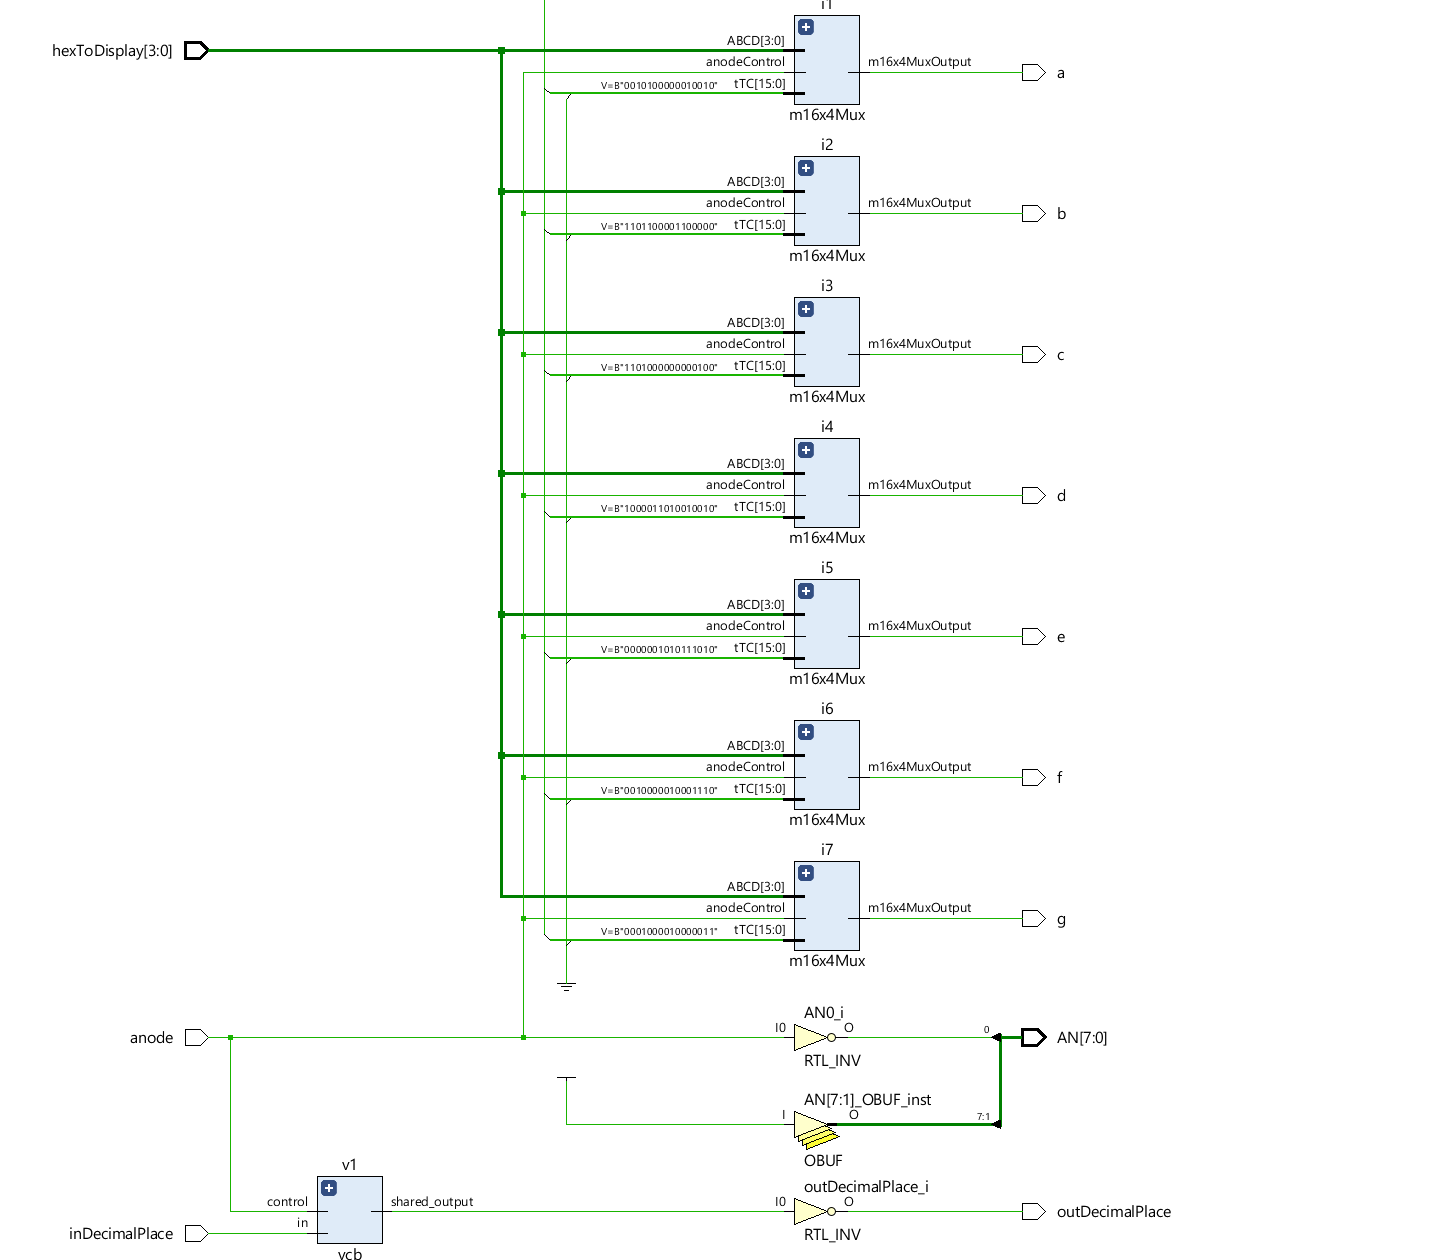 i1
hexToDisplay[3:0]
ABCD[3:0]
anodeControl
m16x4MuxOutput
a
V=B"0010100000010010"
tTC[15:0]
m16x4Mux
i2
ABCD[3:0]
anodeControl
m16x4MuxOutput
b
V=B"1101100001100000"
tTC[15:0]
m16x4Mux
i3
ABCD[3:0]
anodeControl
m16x4MuxOutput
c
V=B"1101000000000100"
tTC[15:0]
m16x4Mux
i4
ABCD[3:0]
anodeControl
m16x4MuxOutput
d
V=B"1000011010010010"
tTC[15:0]
m16x4Mux
i5
ABCD[3:0]
anodeControl
m16x4MuxOutput
e
V=B"0000001010111010"
tTC[15:0]
m16x4Mux
i6
ABCD[3:0]
anodeControl
m16x4MuxOutput
f
V=B"0010000010001110"
tTC[15:0]
m16x4Mux
i7
ABCD[3:0]
anodeControl
m16x4MuxOutput
g
V=B"0001000010000011"
tTC[15:0]
m16x4Mux
AN0_i
anode
I0
O
0
AN[7:0]
RTL_INV
AN[7:1]_OBUF_inst
I
O
7:1
OBUF
v1
control
shared_output
in
inDecimalPlace
vcb
outDecimalPlace_i
I0
O
outDecimalPlace
RTL_INV